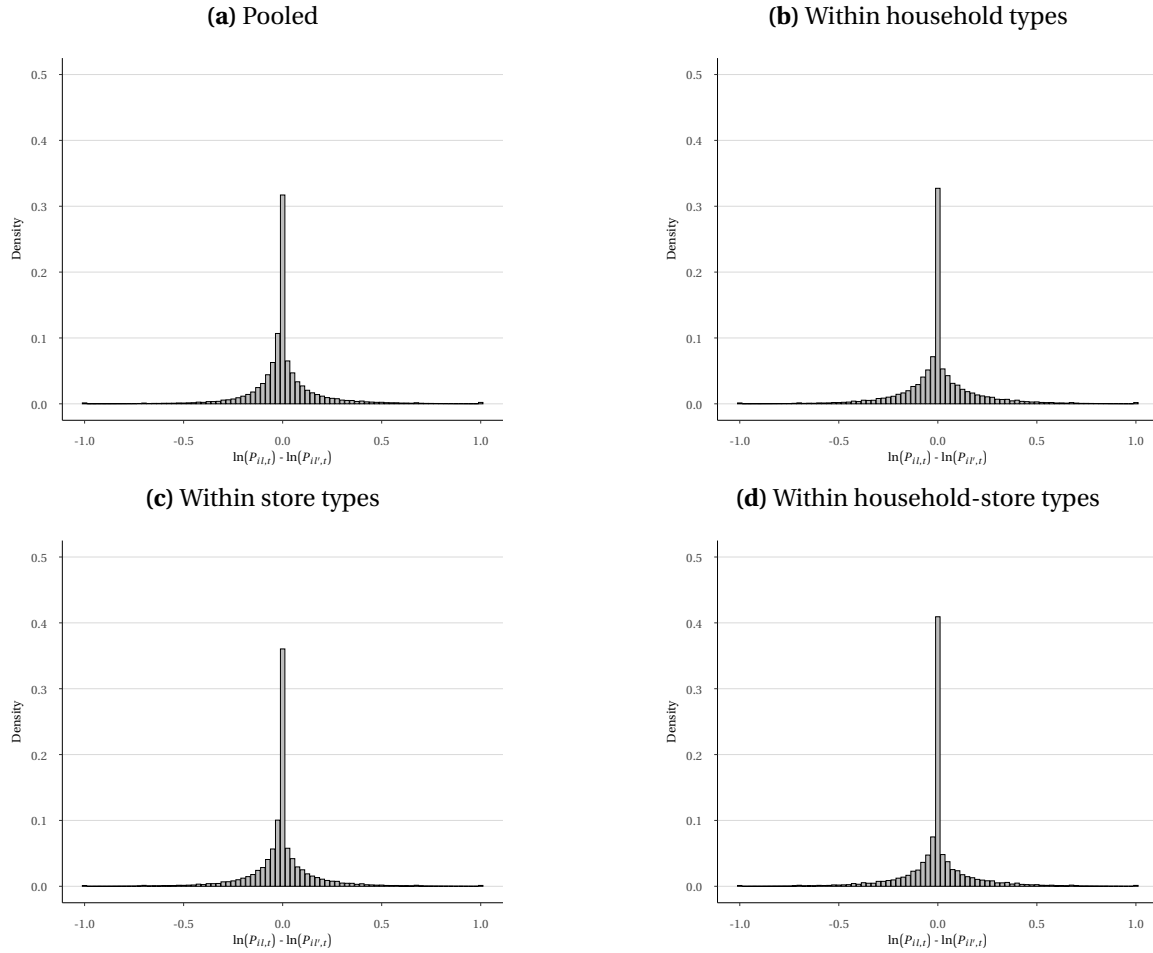 (a) Pooled
0.5
0.4
0.3
0.2
0.1
0.0
Density
-1.0 -0.5 0.0 0.5 1.0
ln(P_{il,t}) - ln(P_{il',t})
(b) Within household types
0.5
0.4
0.3
0.2
0.1
0.0
Density
-1.0 -0.5 0.0 0.5 1.0
ln(P_{il,t}) - ln(P_{il',t})
(c) Within store types
0.5
0.4
0.3
0.2
0.1
0.0
Density
-1.0 -0.5 0.0 0.5 1.0
ln(P_{il,t}) - ln(P_{il',t})
(d) Within household-store types
0.5
0.4
0.3
0.2
0.1
0.0
Density
-1.0 -0.5 0.0 0.5 1.0
ln(P_{il,t}) - ln(P_{il',t})